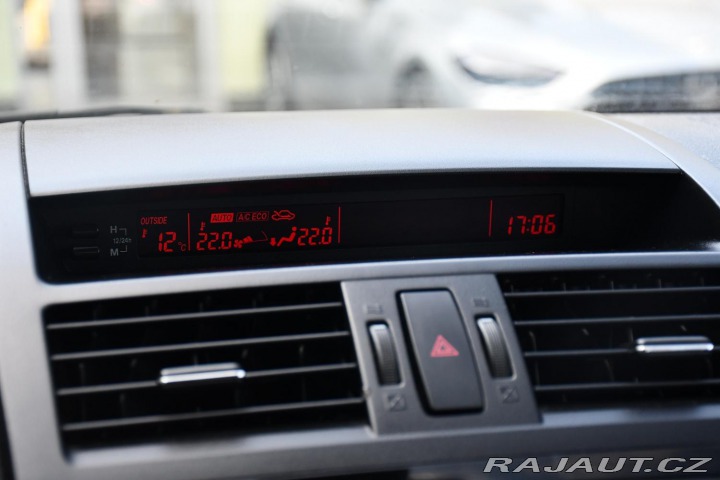 OUTSIDE AUTO A/C ECO
12°C 22.0 22.0 17:06
H
12/24h
M
RAJAUT.CZ